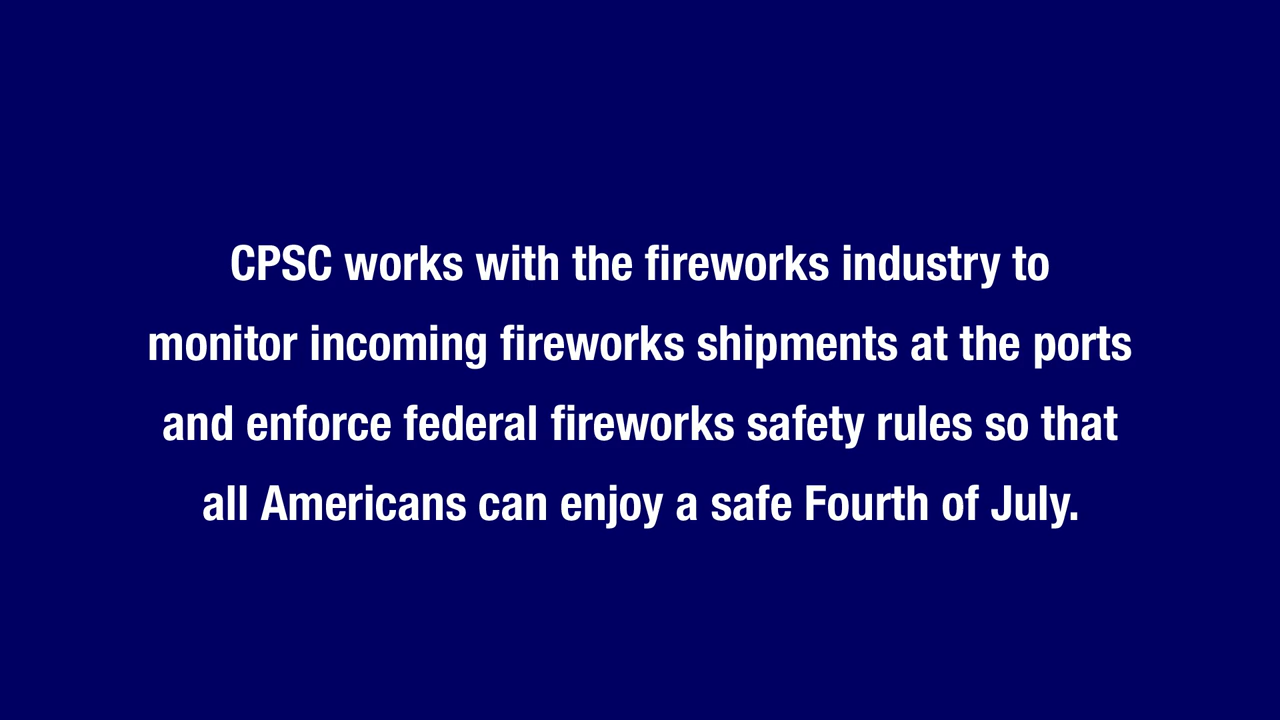 CPSC works with the fireworks industry to
monitor incoming fireworks shipments at the ports
and enforce federal fireworks safety rules so that
all Americans can enjoy a safe Fourth of July.